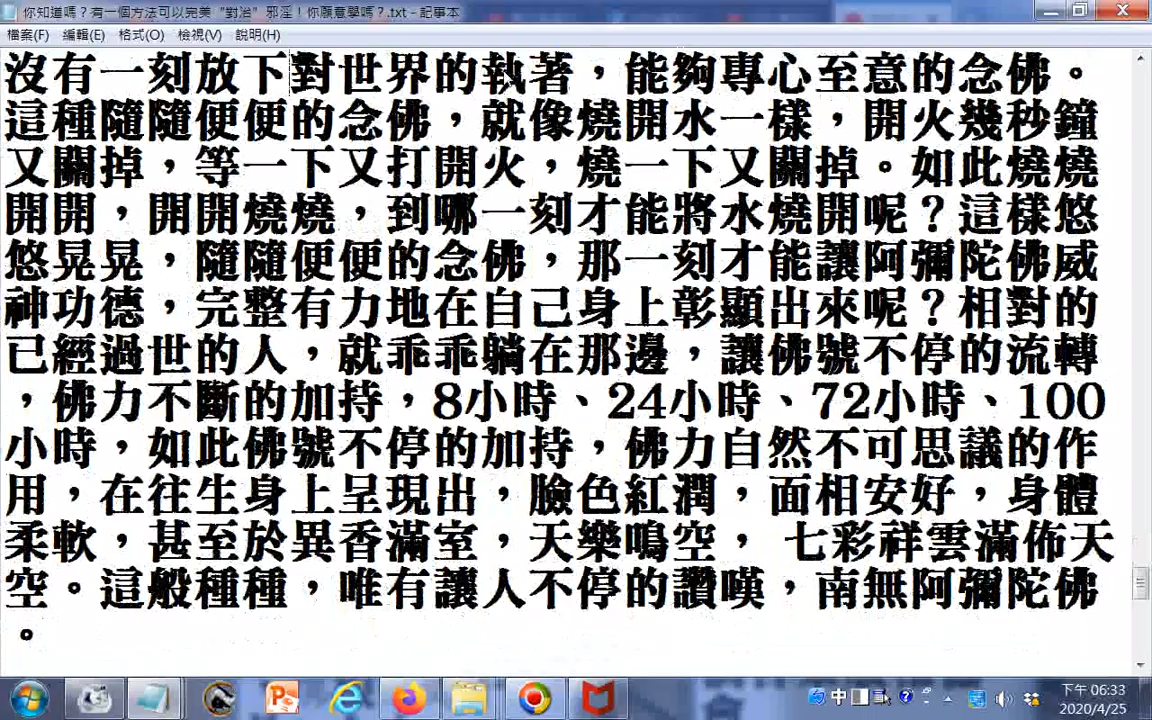 你知道嗎？有一個方法可以完美“對治”邪淫！你願意學嗎？.txt - 記事本
檔案(F) 編輯(E) 格式(O) 檢視(V) 說明(H)
沒有一刻放下對世界的執著，能夠專心至意的念佛。
這種隨隨便便的念佛，就像燒開水一樣，開火幾秒鐘
又關掉，等一下又打開火，燒一下又關掉。如此燒燒
開開，開開燒燒，到哪一刻才能將水燒開呢？這樣悠
悠晃晃，隨隨便便的念佛，那一刻才能讓阿彌陀佛威
神功德，完整有力地在自己身上彰顯出來呢？相對的
已經過世的人，就乖乖躺在那邊，讓佛號不停的流轉
，佛力不斷的加持，8小時、24小時、72小時、100
小時，如此佛號不停的加持，佛力自然不可思議的作
用，在往生身上呈現出，臉色紅潤，面相安好，身體
柔軟，甚至於異香滿室，天樂鳴空， 七彩祥雲滿佈天
空。這般種種，唯有讓人不停的讚嘆，南無阿彌陀佛
。
中
下午 06:33
2020/4/25